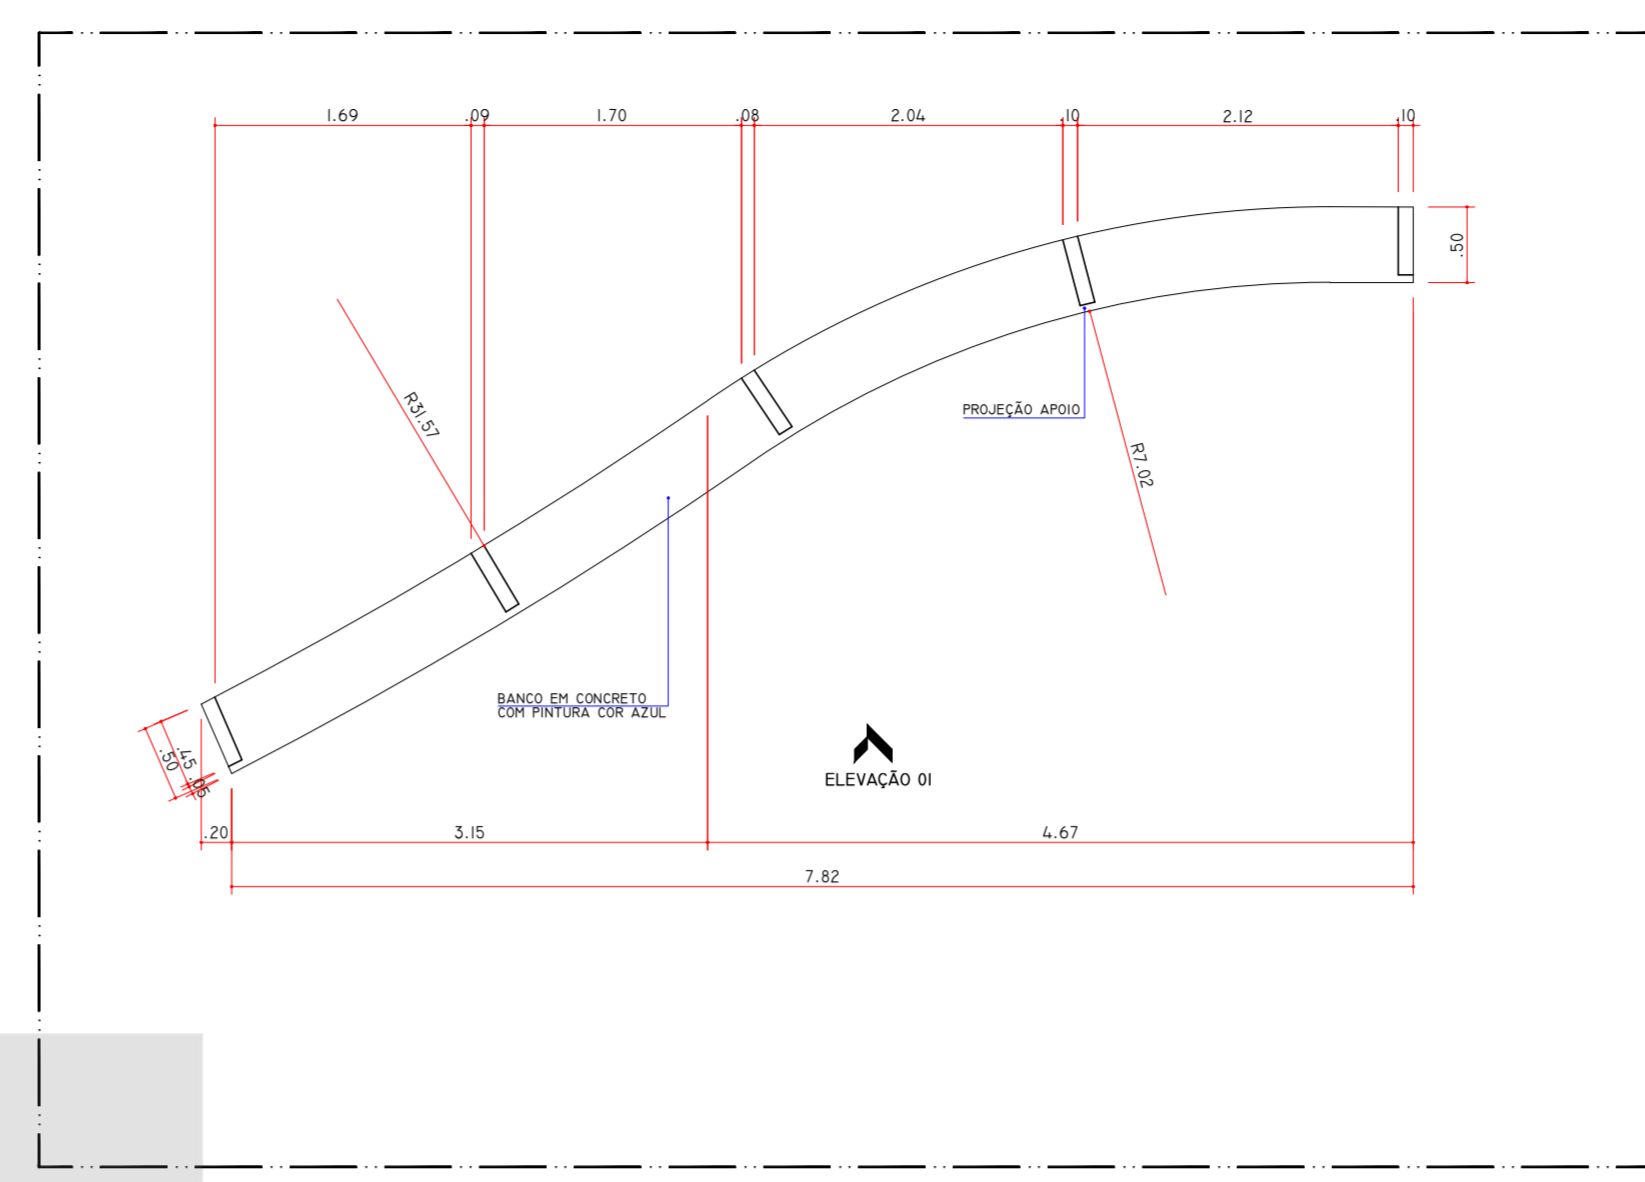 1.69 .09 1.70 .08 2.04 .10 2.12 .10
.50
R31.57
PROJEÇÃO APOIO
R7.02
BANCO EM CONCRETO
COM PINTURA COR AZUL
.50
.45 .05
ELEVAÇÃO 01
.20 3.15 4.67
7.82